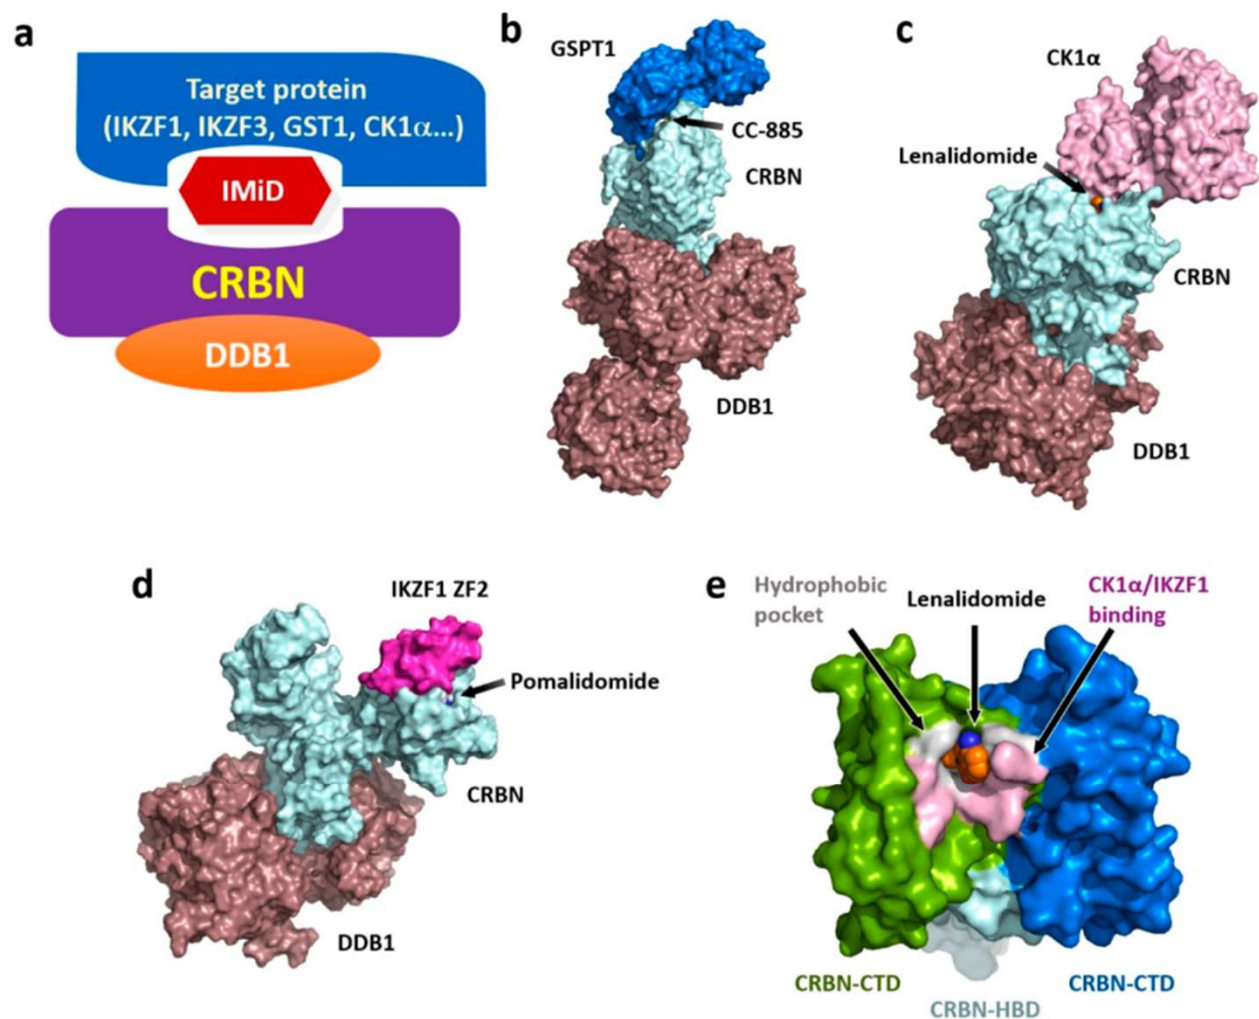 a
Target protein
(IKZF1, IKZF3, GST1, CK1α...)
IMiD
CRBN
DDB1
b
GSPT1
CC-885
CRBN
DDB1
c
CK1α
Lenalidomide
CRBN
DDB1
d
IKZF1 ZF2
Pomalidomide
CRBN
DDB1
e
Hydrophobic
pocket
Lenalidomide
CK1α/IKZF1
binding
CRBN-CTD
CRBN-HBD
CRBN-CTD